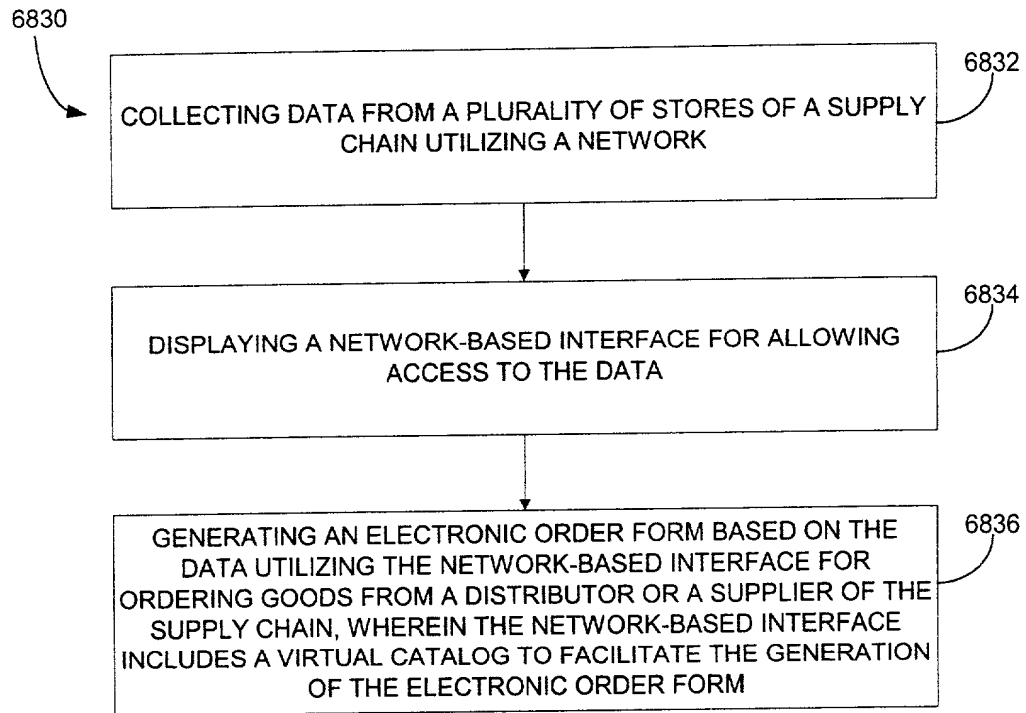 6830
6832
COLLECTING DATA FROM A PLURALITY OF STORES OF A SUPPLY
CHAIN UTILIZING A NETWORK
6834
DISPLAYING A NETWORK-BASED INTERFACE FOR ALLOWING
ACCESS TO THE DATA
6836
GENERATING AN ELECTRONIC ORDER FORM BASED ON THE
DATA UTILIZING THE NETWORK-BASED INTERFACE FOR
ORDERING GOODS FROM A DISTRIBUTOR OR A SUPPLIER OF THE
SUPPLY CHAIN, WHEREIN THE NETWORK-BASED INTERFACE
INCLUDES A VIRTUAL CATALOG TO FACILITATE THE GENERATION
OF THE ELECTRONIC ORDER FORM